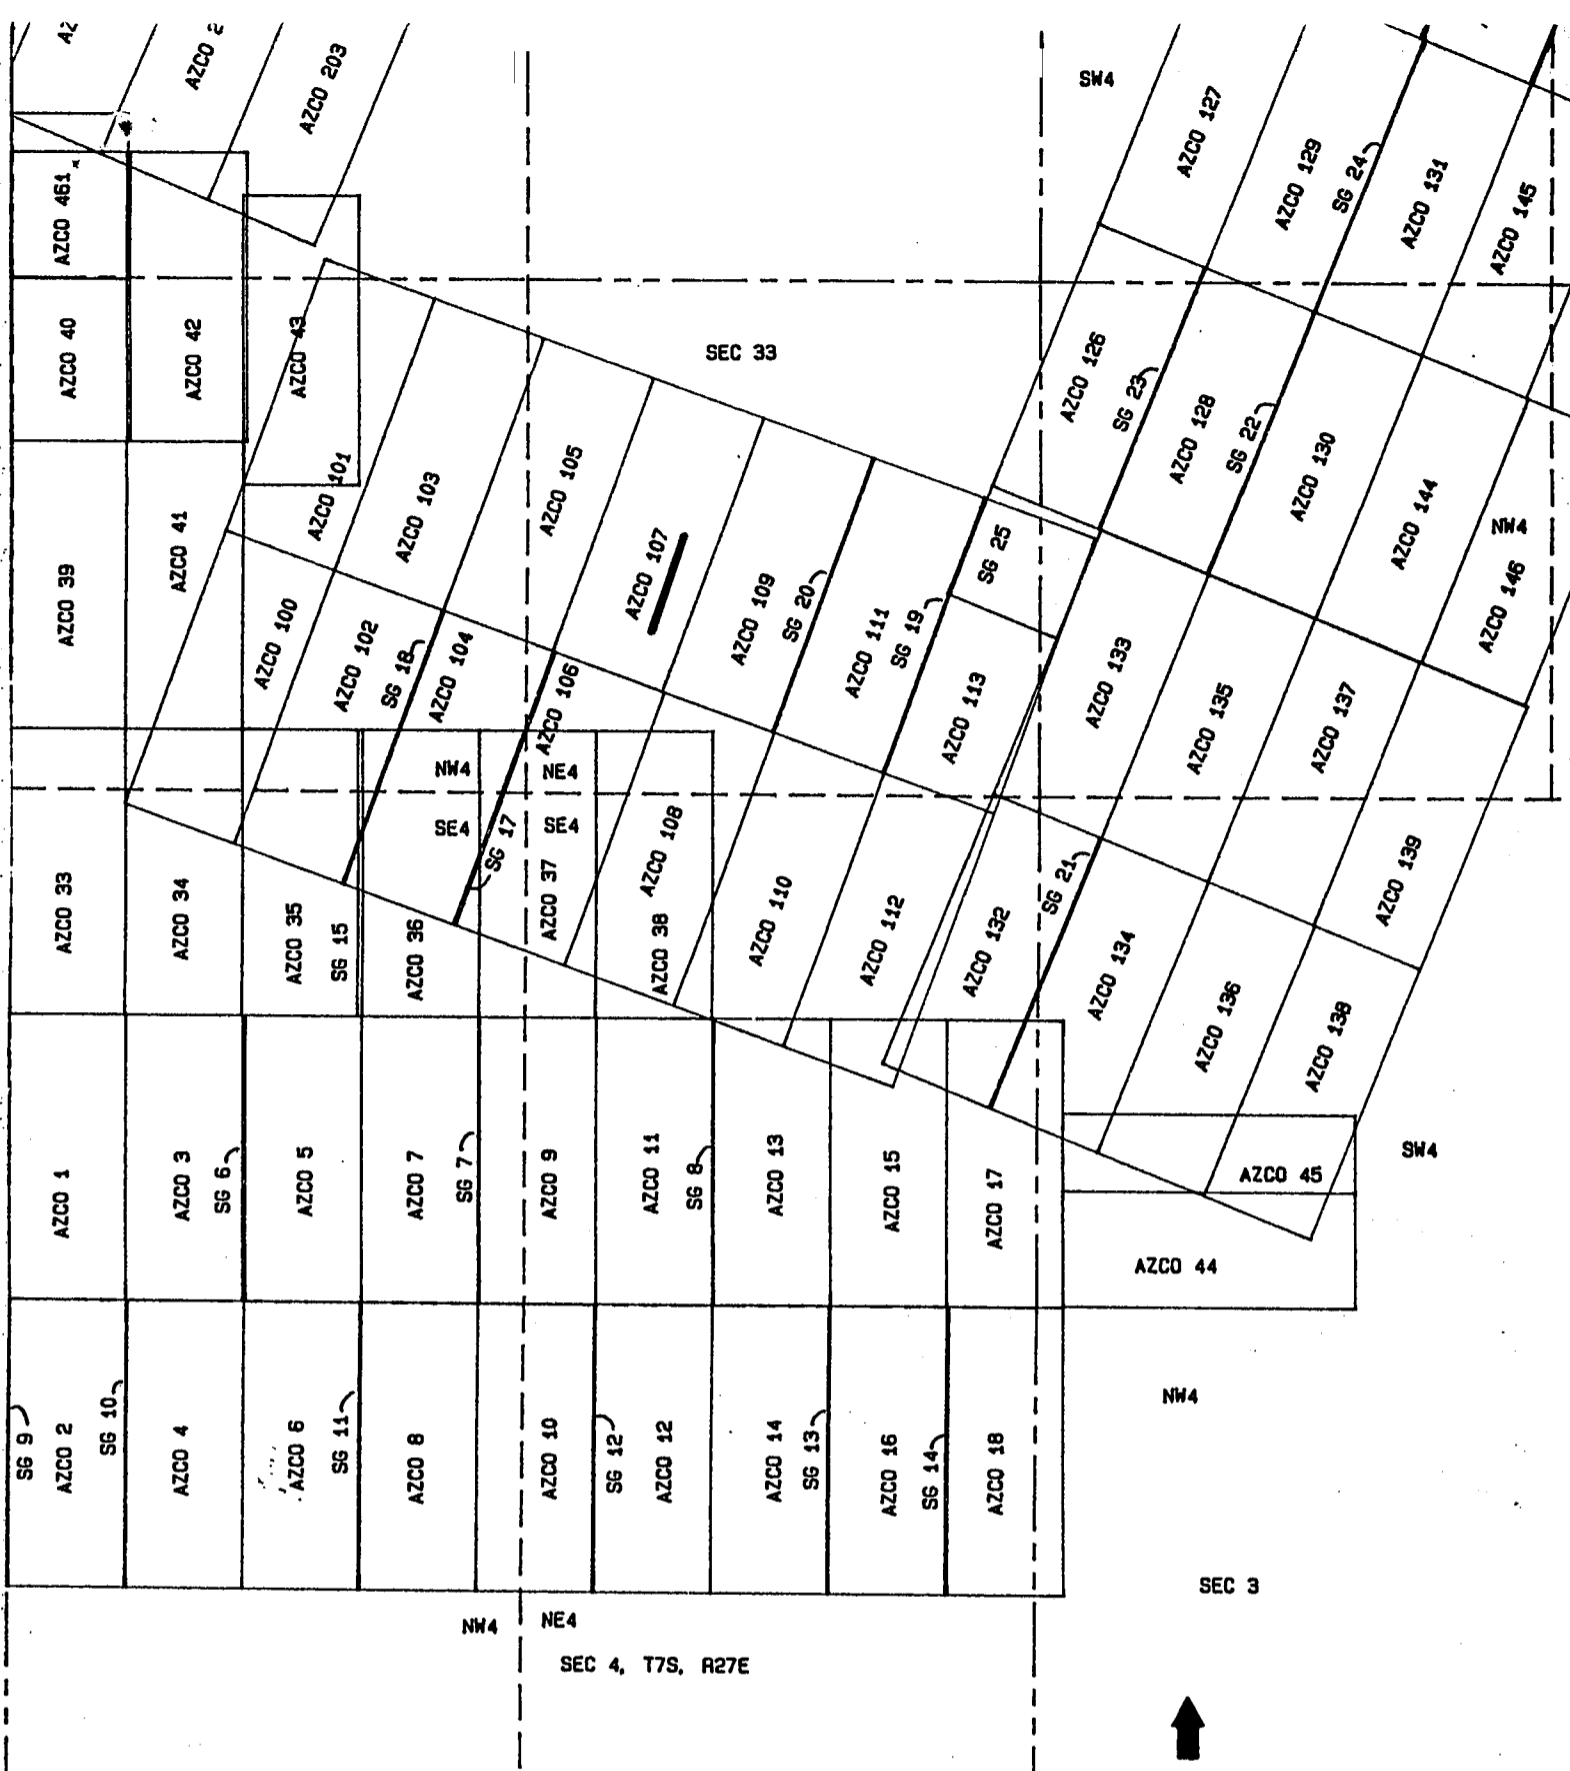 AZ
AZCO 2
AZCO 203
SW4
AZCO 127
AZCO 129
SG 24
AZCO 131
AZCO 145
AZCO 461
AZCO 40
AZCO 42
AZCO 43
SEC 33
AZCO 126
SG 23
AZCO 128
SG 22
AZCO 130
AZCO 144
NW4
AZCO 146
AZCO 39
AZCO 41
AZCO 101
AZCO 103
AZCO 105
AZCO 107
AZCO 109
SG 20
AZCO 111
SG 19
SG 25
AZCO 113
AZCO 133
AZCO 135
AZCO 137
AZCO 139
AZCO 100
AZCO 102
SG 18
AZCO 104
AZCO 106
NW4
NE4
SE4
SG 17
SE4
AZCO 108
AZCO 110
AZCO 112
AZCO 132
SG 21
AZCO 134
AZCO 136
AZCO 138
AZCO 33
AZCO 34
AZCO 35
SG 15
AZCO 36
AZCO 37
AZCO 38
AZCO 1
AZCO 3
SG 6
AZCO 5
AZCO 7
SG 7
AZCO 9
AZCO 11
SG 8
AZCO 13
AZCO 15
AZCO 17
AZCO 45
SW4
AZCO 44
SG 9
AZCO 2
SG 10
AZCO 4
AZCO 6
SG 11
AZCO 8
AZCO 10
SG 12
AZCO 12
AZCO 14
SG 13
AZCO 16
SG 14
AZCO 18
NW4
SEC 3
NW4
NE4
SEC 4, T7S, R27E